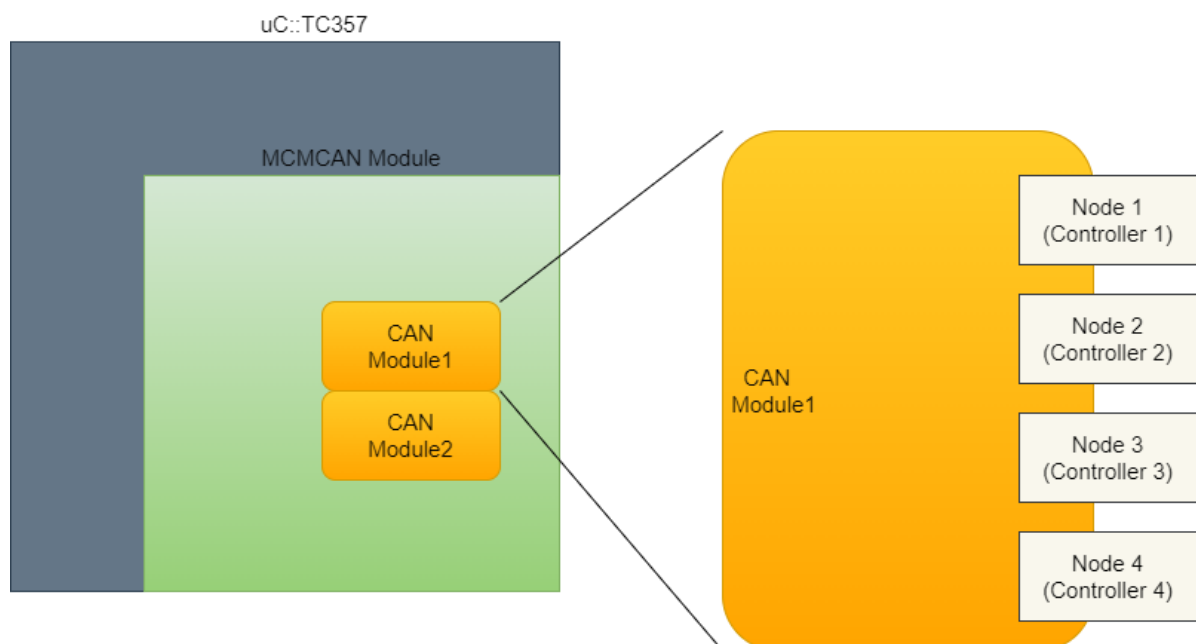 uC::TC357
MCMCAN Module
CAN
Module1
CAN
Module2
CAN
Module1
Node 1
(Controller 1)
Node 2
(Controller 2)
Node 3
(Controller 3)
Node 4
(Controller 4)